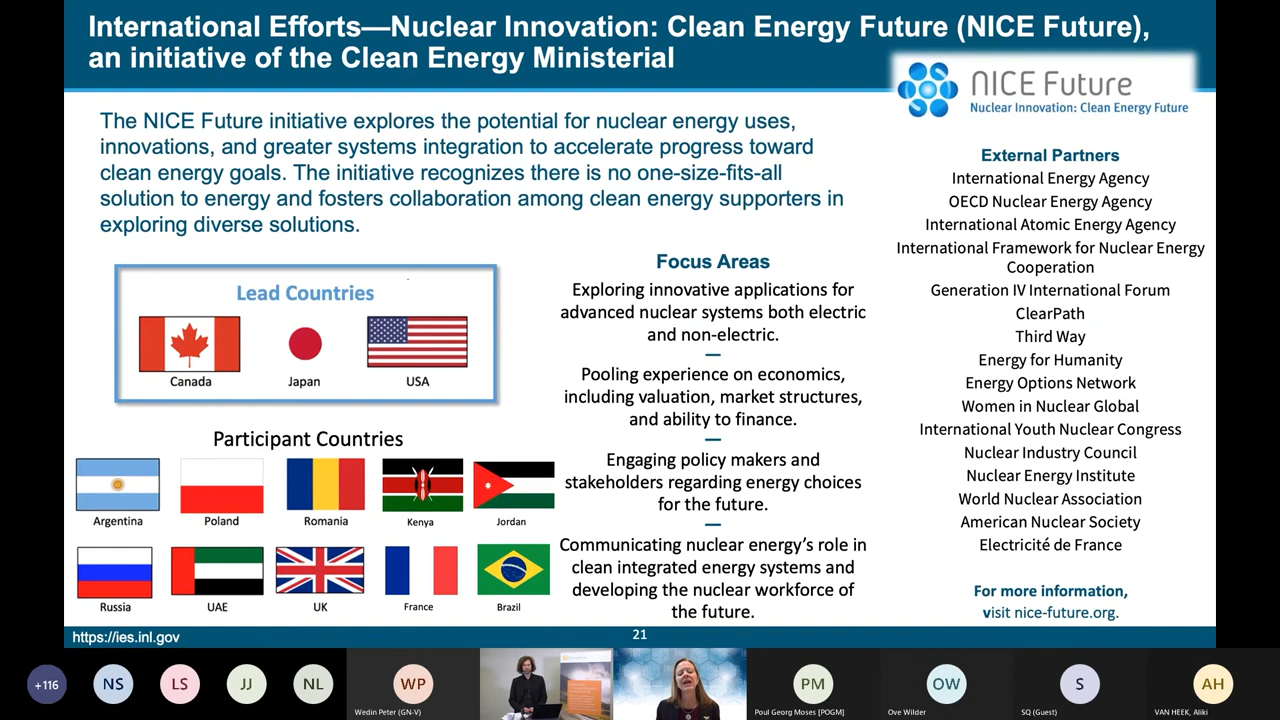 International Efforts—Nuclear Innovation: Clean Energy Future (NICE Future),
an initiative of the Clean Energy Ministerial
NICE Future
Nuclear Innovation: Clean Energy Future
The NICE Future initiative explores the potential for nuclear energy uses,
innovations, and greater systems integration to accelerate progress toward
clean energy goals. The initiative recognizes there is no one-size-fits-all
solution to energy and fosters collaboration among clean energy supporters in
exploring diverse solutions.
Lead Countries
Canada
Japan
USA
Participant Countries
Argentina
Poland
Romania
Kenya
Jordan
Russia
UAE
UK
France
Brazil
Focus Areas
Exploring innovative applications for
advanced nuclear systems both electric
and non-electric.
Pooling experience on economics,
including valuation, market structures,
and ability to finance.
Engaging policy makers and
stakeholders regarding energy choices
for the future.
Communicating nuclear energy's role in
clean integrated energy systems and
developing the nuclear workforce of
the future.
External Partners
International Energy Agency
OECD Nuclear Energy Agency
International Atomic Energy Agency
International Framework for Nuclear Energy
Cooperation
Generation IV International Forum
ClearPath
Third Way
Energy for Humanity
Energy Options Network
Women in Nuclear Global
International Youth Nuclear Congress
Nuclear Industry Council
Nuclear Energy Institute
World Nuclear Association
American Nuclear Society
Electricité de France
For more information,
visit nice-future.org.
https://ies.inl.gov
21
+116
NS
LS
JJ
NL
WP
Wedin Peter (GN-V)
PM
Poul Georg Moses [POGM]
OW
Ove Wilder
S
SQ (Guest)
AH
VAN HEEK, Aliki